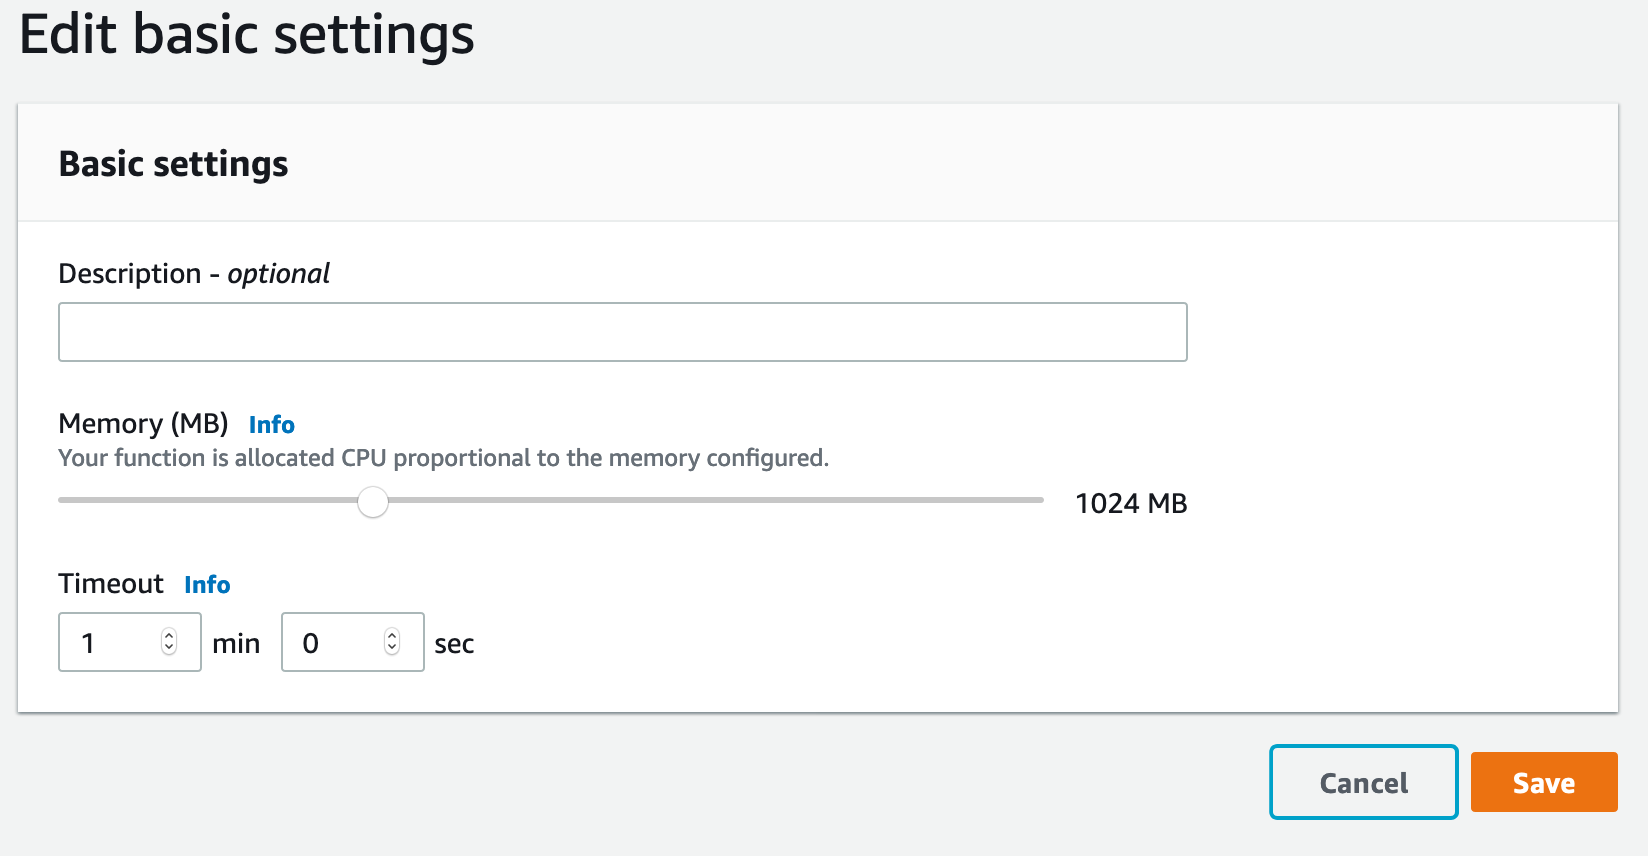 Edit basic settings
Basic settings
Description - optional
Memory (MB) Info
Your function is allocated CPU proportional to the memory configured.
1024 MB
Timeout Info
1 min 0 sec
Cancel Save